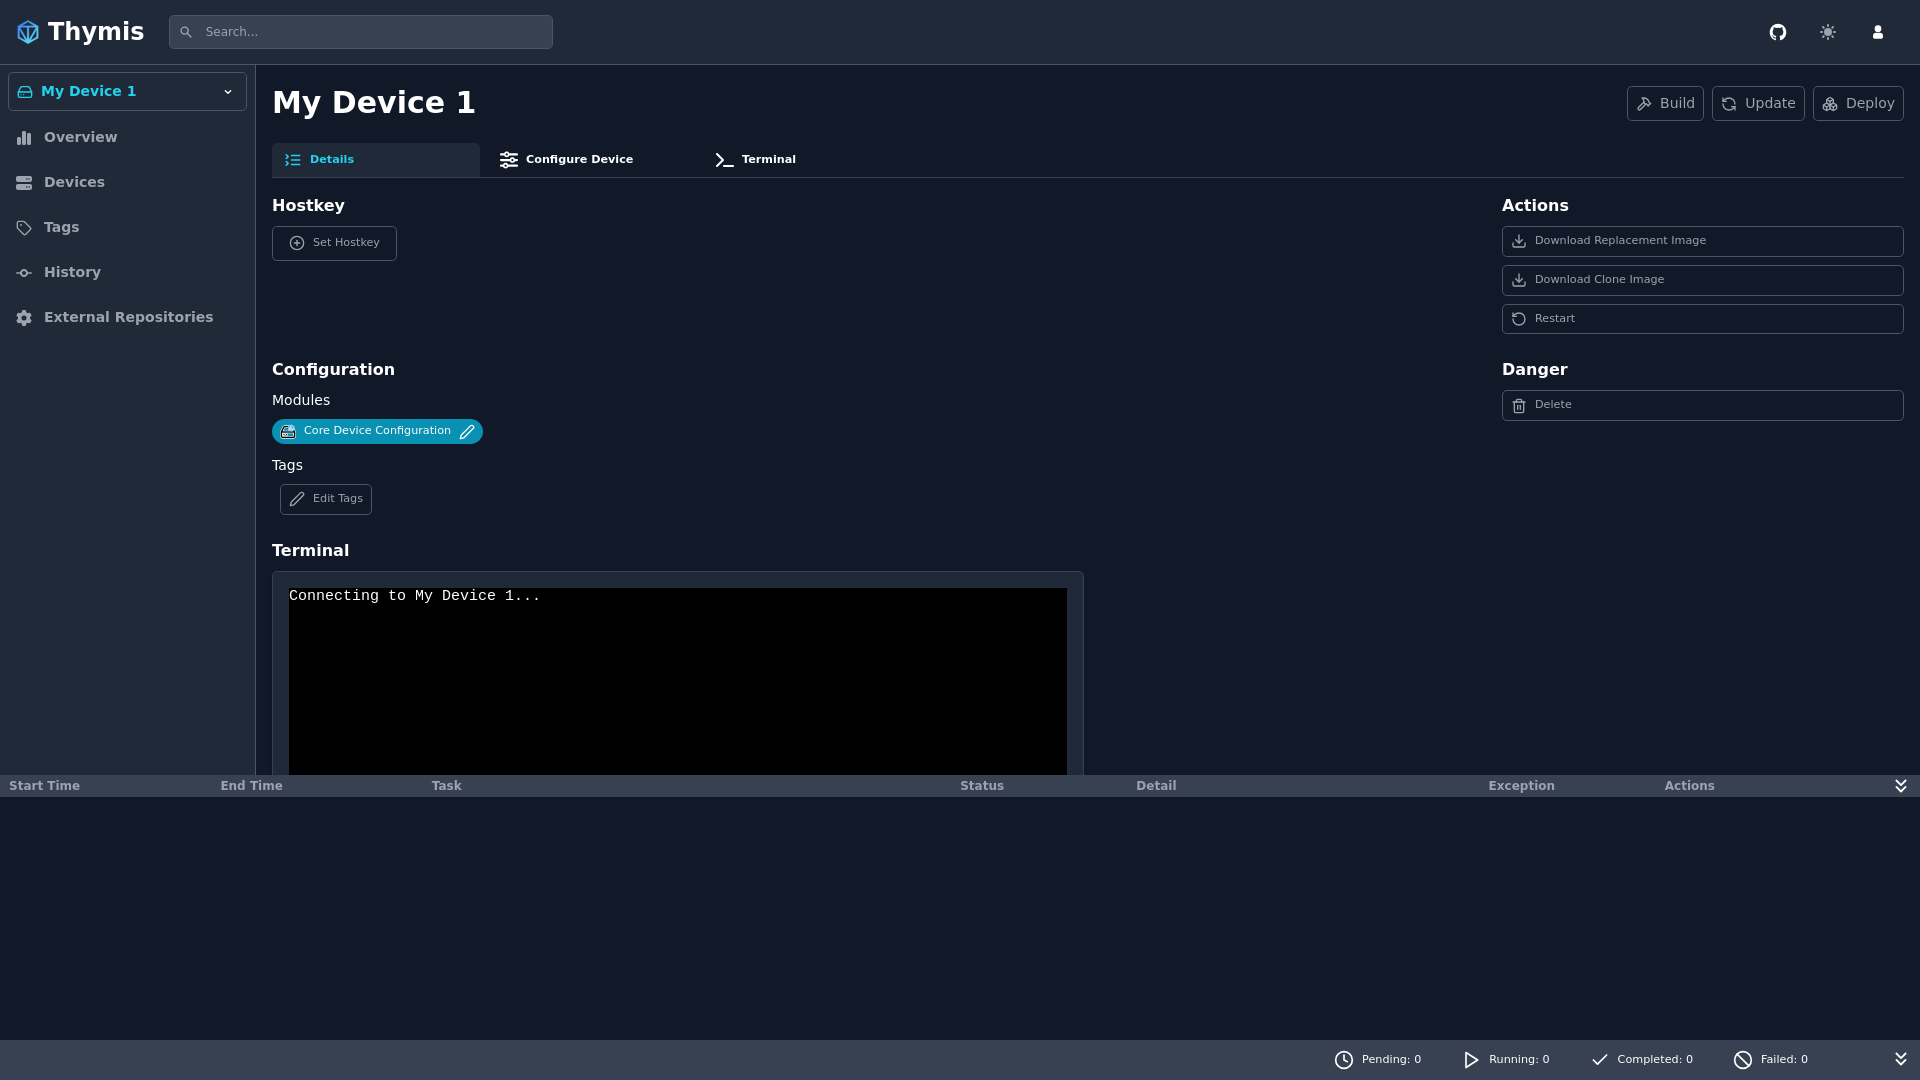 Thymis
Search...
My Device 1
Overview
Devices
Tags
History
External Repositories
My Device 1
Build
Update
Deploy
Details
Configure Device
Terminal
Hostkey
Set Hostkey
Actions
Download Replacement Image
Download Clone Image
Restart
Configuration
Modules
Core Device Configuration
Tags
Edit Tags
Danger
Delete
Terminal
Connecting to My Device 1...
Start Time End Time Task Status Detail Exception Actions
Pending: 0 Running: 0 Completed: 0 Failed: 0